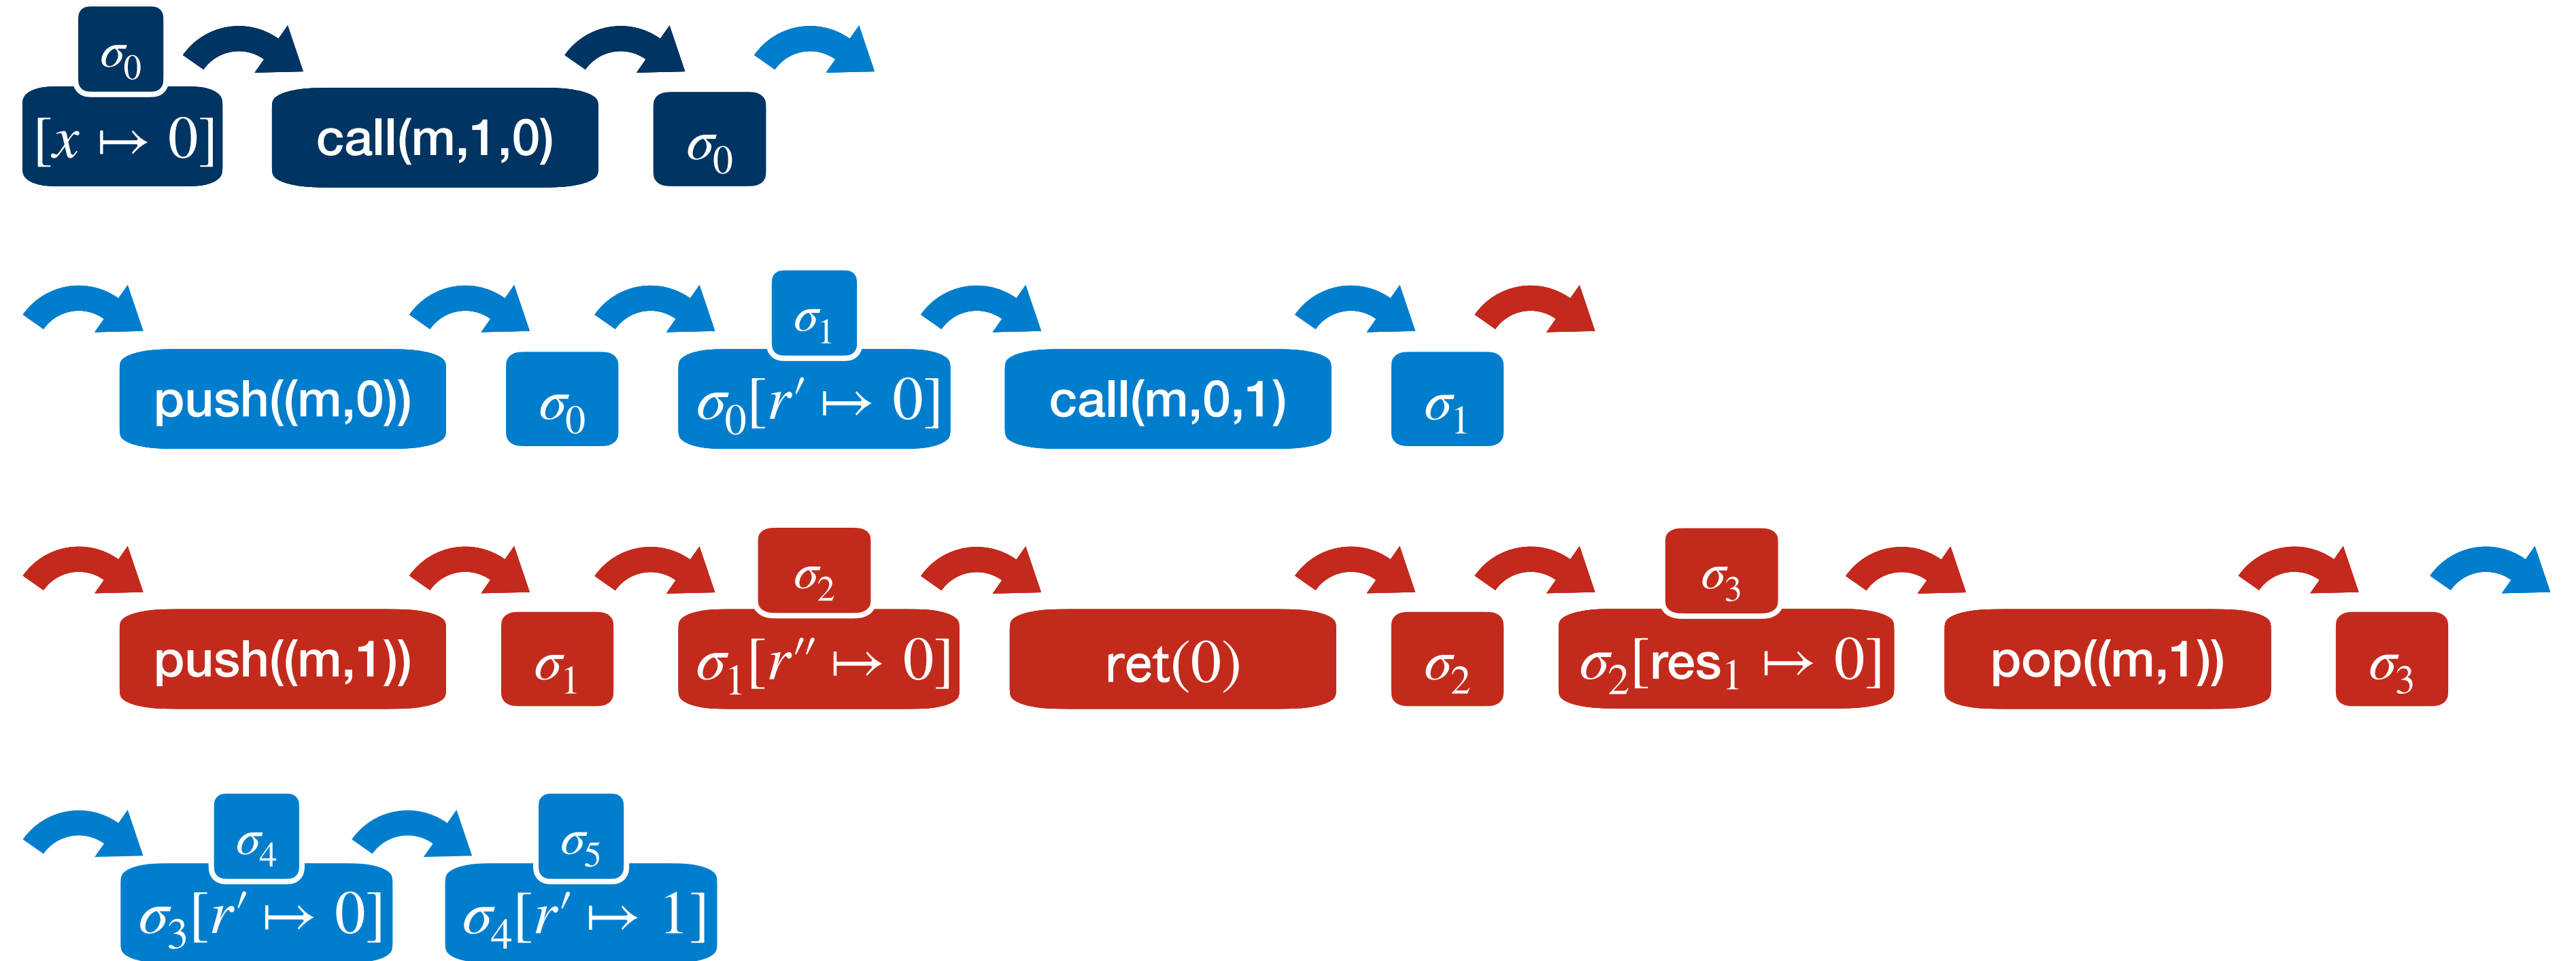 σ₀
[x ↦ 0] call(m,1,0) σ₀
σ₁
push((m,0)) σ₀ σ₀[r′ ↦ 0] call(m,0,1) σ₁
σ₂ σ₃
push((m,1)) σ₁ σ₁[r′′ ↦ 0] ret(0) σ₂ σ₂[res₁ ↦ 0] pop((m,1)) σ₃
σ₄ σ₅
σ₃[r′ ↦ 0] σ₄[r′ ↦ 1]